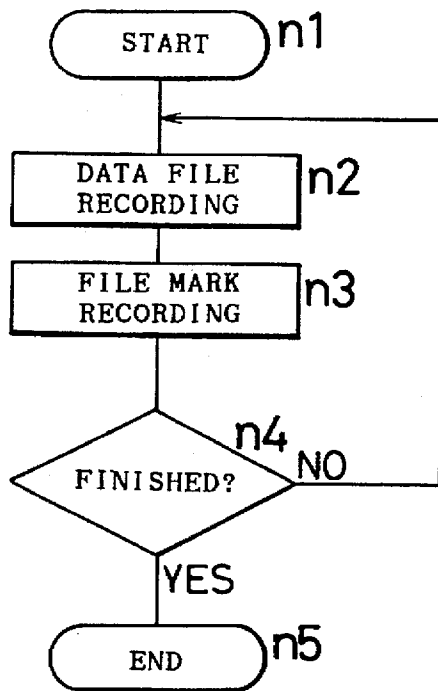 START n1
DATA FILE
RECORDING n2
FILE MARK
RECORDING n3
n4
FINISHED? NO
YES
END n5